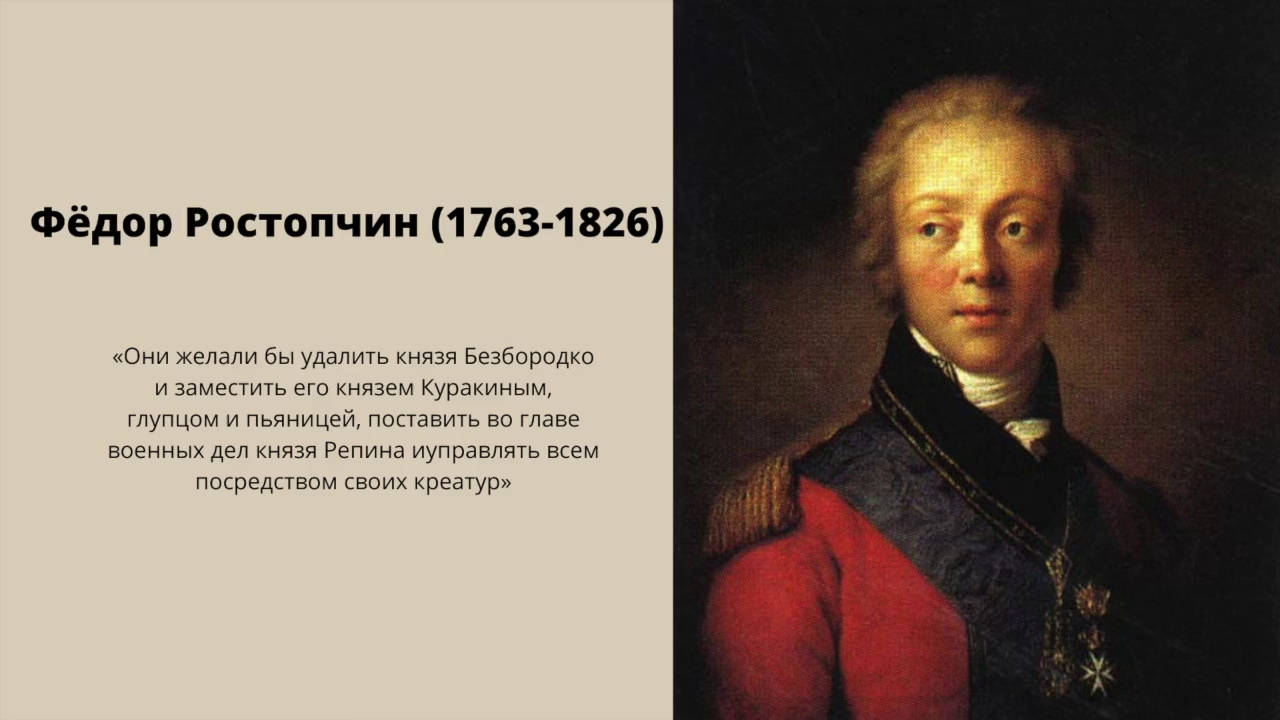 Фёдор Ростопчин (1763-1826)
«Они желали бы удалить князя Безбородко
и заместить его князем Куракиным,
глупцом и пьяницей, поставить во главе
военных дел князя Репина иуправлять всем
посредством своих креатур»